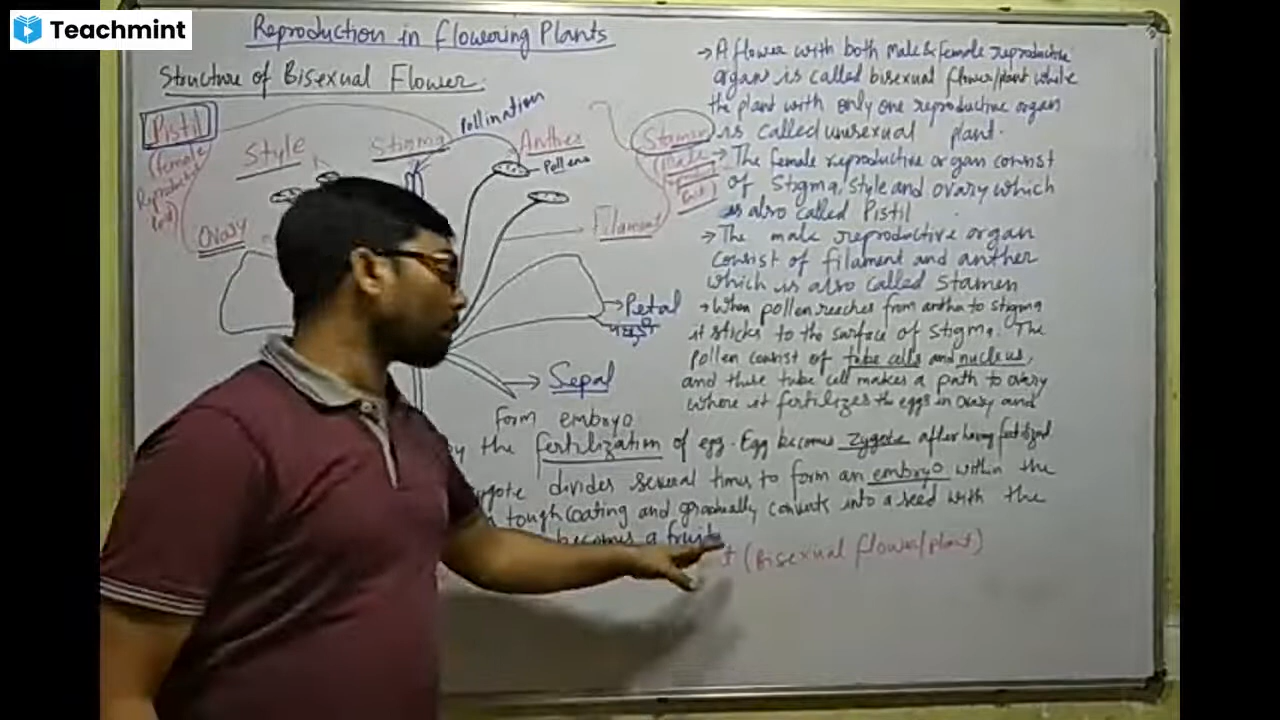 Teachmint
Reproduction in Flowering Plants
Structure of Bisexual Flower.
Pistil
(female
Reproductive
Part)
Style
Stigma
Pollination
Anther
Pollens
Stamen
(Male
Part)
Ovary
Filament
Petal
Sepal
→ A flower with both Male & female reproductive
organ is called bisexual flower/plant while
the plant with only one reproductive organ
is called unisexual plant.
→ The female reproductive organ consist
of Stigma, style and ovary which
is also called Pistil
→ The male reproductive organ
consist of filament and anther
which is also called Stamen
→ When pollen reaches from anther to stigma
it sticks to the surface of stigma. The
Pollen consist of tube cells and nucleus,
and these tube cell makes a path to ovary
where it fertilizes the eggs in ovary and
form embryo
by the fertilization of egg. Egg becomes zygote after having fertilized
zygote divides several times to form an embryo within the
tough coating and gradually converts into a seed with the
becomes a fruit
(Bisexual flower/plant)